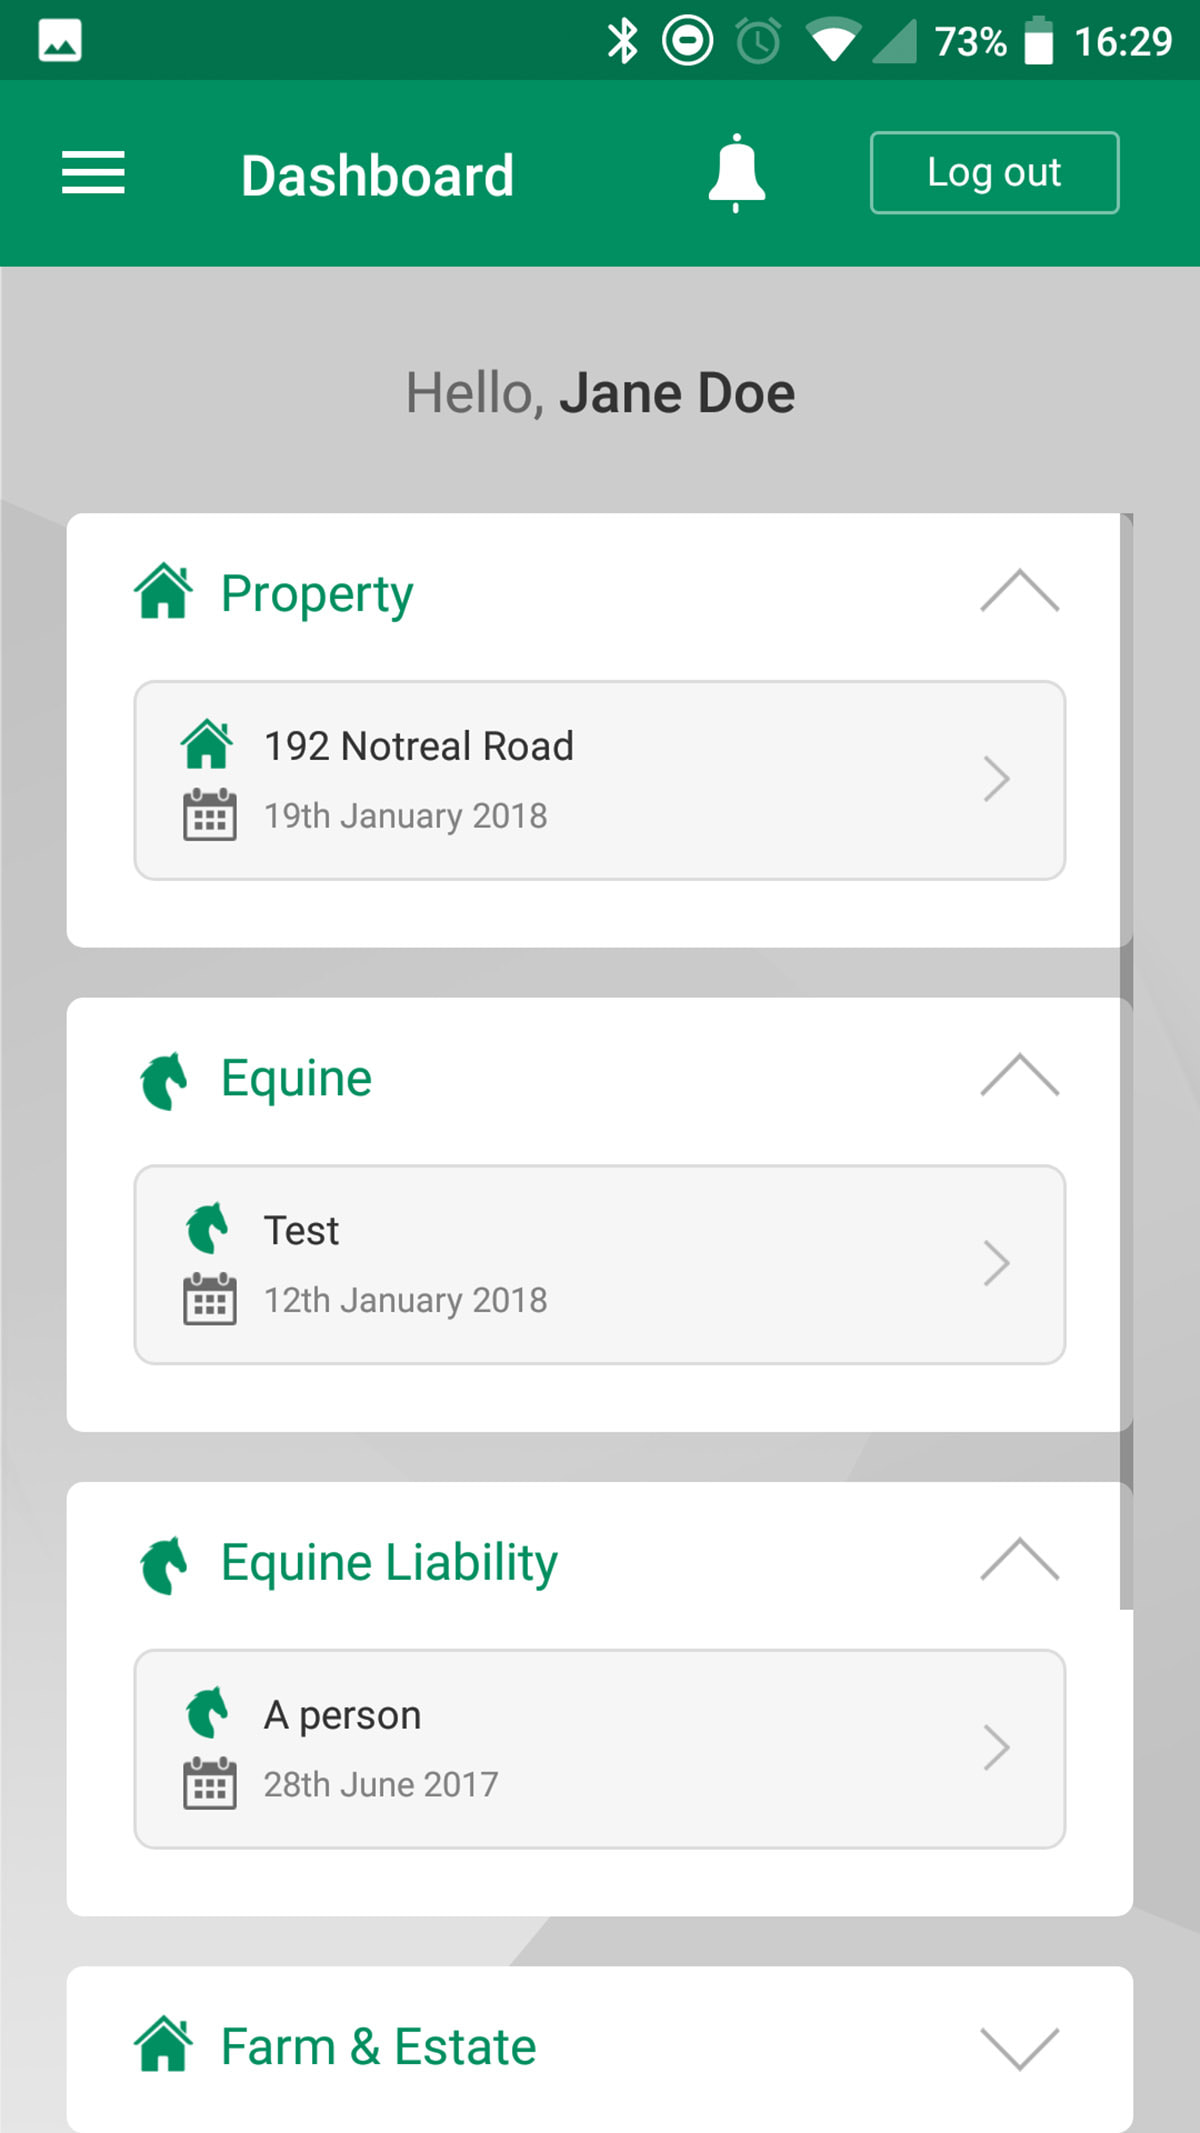 73% 16:29
Dashboard
Log out
Hello, Jane Doe
Property
192 Notreal Road
19th January 2018
Equine
Test
12th January 2018
Equine Liability
A person
28th June 2017
Farm & Estate